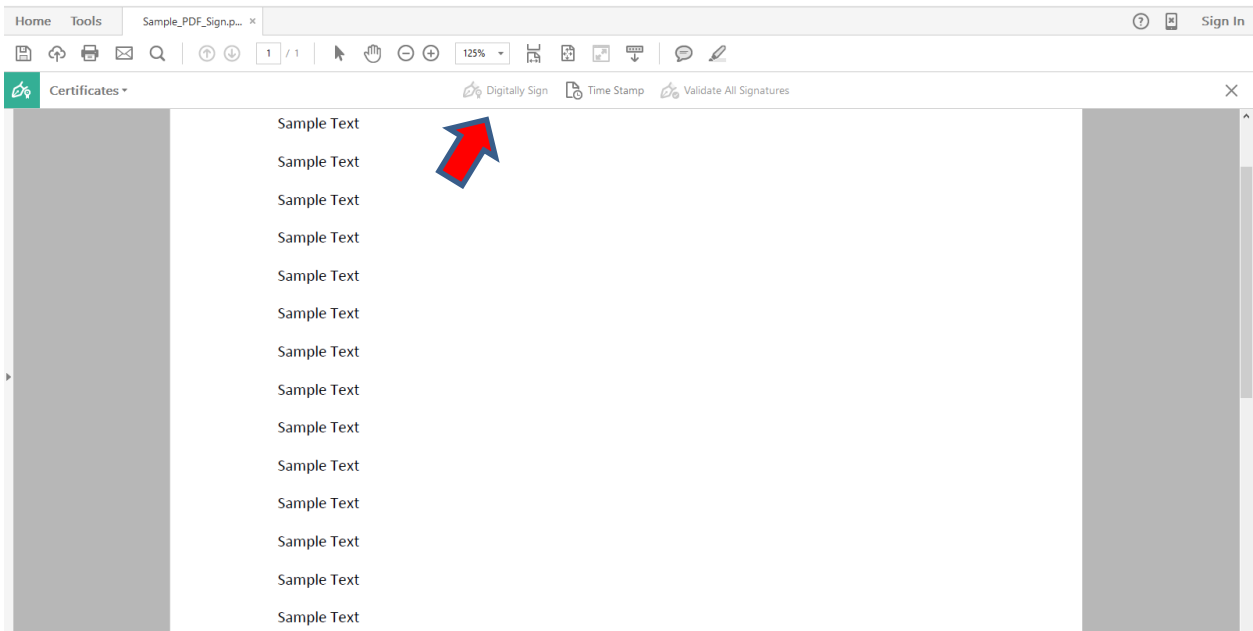 Home Tools Sample_PDF_Sign.p... × Sign In
1 / 1 125%
Certificates Digitally Sign Time Stamp Validate All Signatures
Sample Text
Sample Text
Sample Text
Sample Text
Sample Text
Sample Text
Sample Text
Sample Text
Sample Text
Sample Text
Sample Text
Sample Text
Sample Text
Sample Text